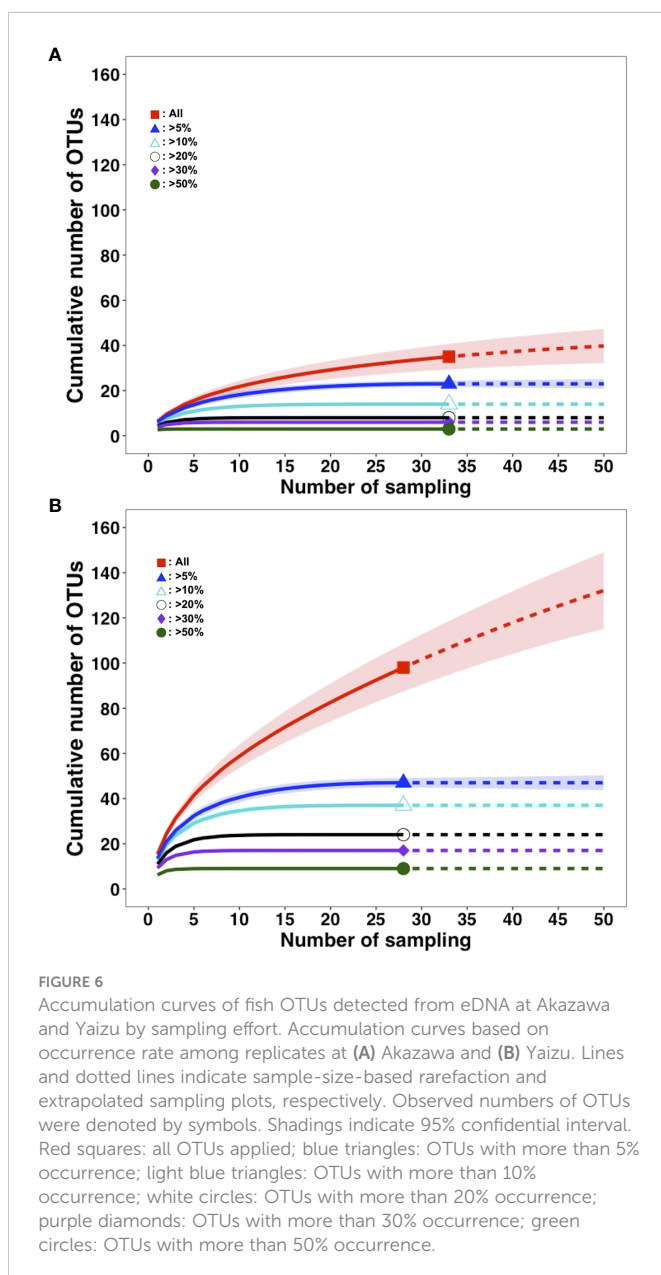 A
160
140
120
100
80
60
40
20
0
Cumulative number of OTUs
: All
: >5%
: >10%
: >20%
: >30%
: >50%
0 5 10 15 20 25 30 35 40 45 50
Number of sampling
B
160
140
120
100
80
60
40
20
0
Cumulative number of OTUs
: All
: >5%
: >10%
: >20%
: >30%
: >50%
0 5 10 15 20 25 30 35 40 45 50
Number of sampling
FIGURE 6
Accumulation curves of fish OTUs detected from eDNA at Akazawa
and Yaizu by sampling effort. Accumulation curves based on
occurrence rate among replicates at (A) Akazawa and (B) Yaizu. Lines
and dotted lines indicate sample-size-based rarefaction and
extrapolated sampling plots, respectively. Observed numbers of OTUs
were denoted by symbols. Shadings indicate 95% confidential interval.
Red squares: all OTUs applied; blue triangles: OTUs with more than 5%
occurrence; light blue triangles: OTUs with more than 10%
occurrence; white circles: OTUs with more than 20% occurrence;
purple diamonds: OTUs with more than 30% occurrence; green
circles: OTUs with more than 50% occurrence.